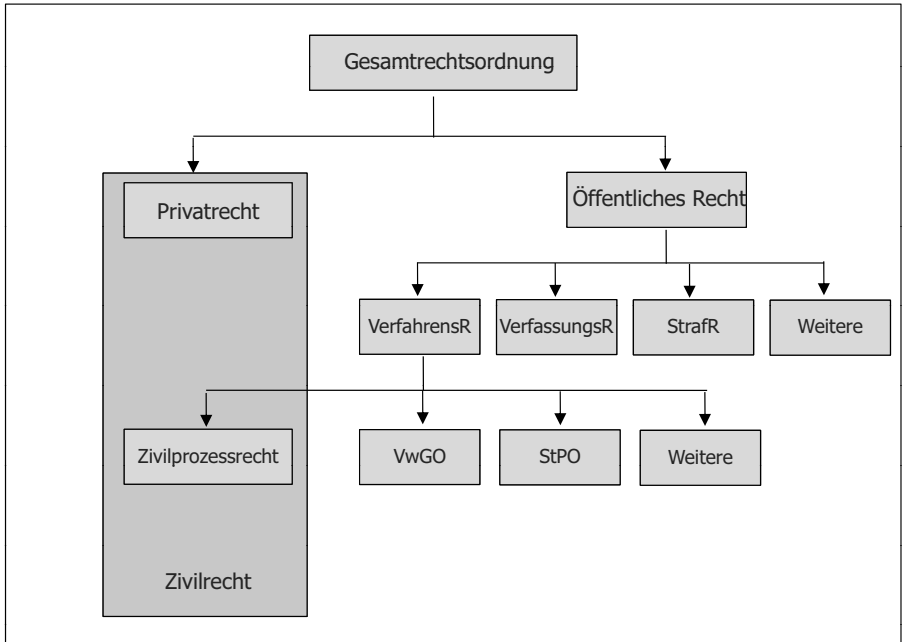 Gesamtrechtsordnung
Privatrecht
Öffentliches Recht
VerfahrensR
VerfassungsR
StrafR
Weitere
Zivilprozessrecht
VwGO
StPO
Weitere
Zivilrecht